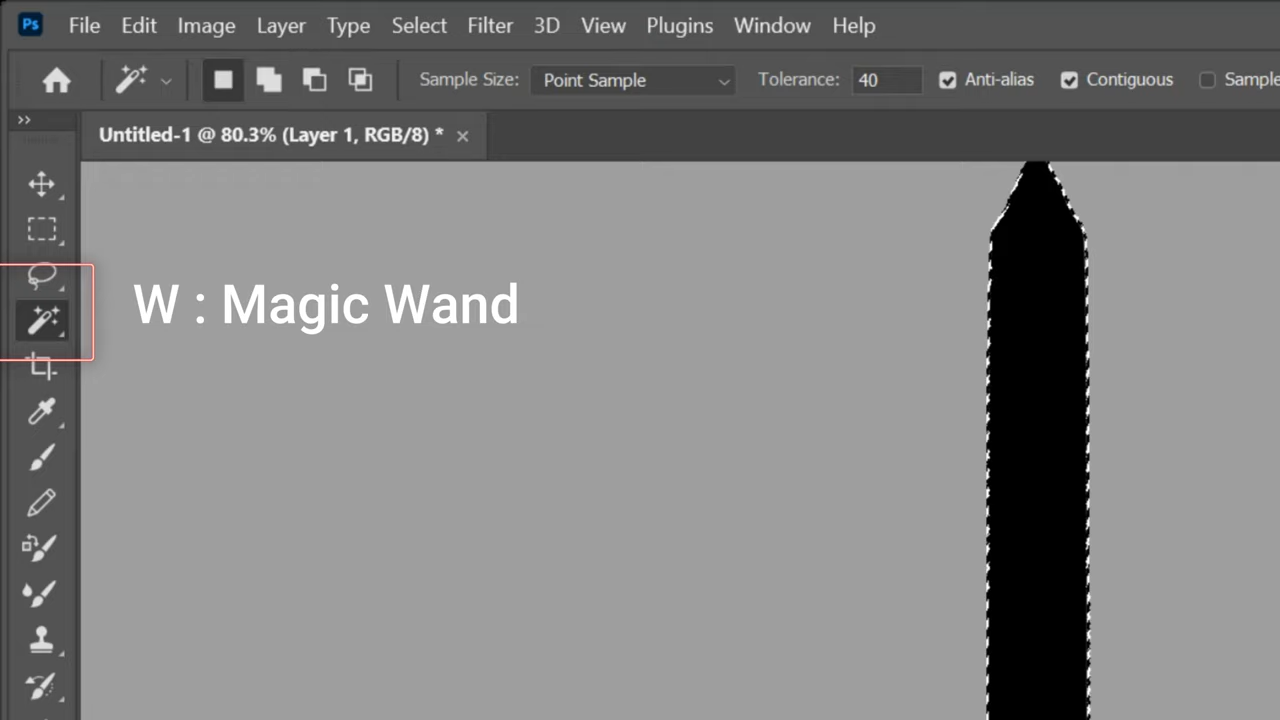 Ps File Edit Image Layer Type Select Filter 3D View Plugins Window Help
Sample Size: Point Sample Tolerance: 40 Anti-alias Contiguous Sample
Untitled-1 @ 80.3% (Layer 1, RGB/8) * ×
W : Magic Wand